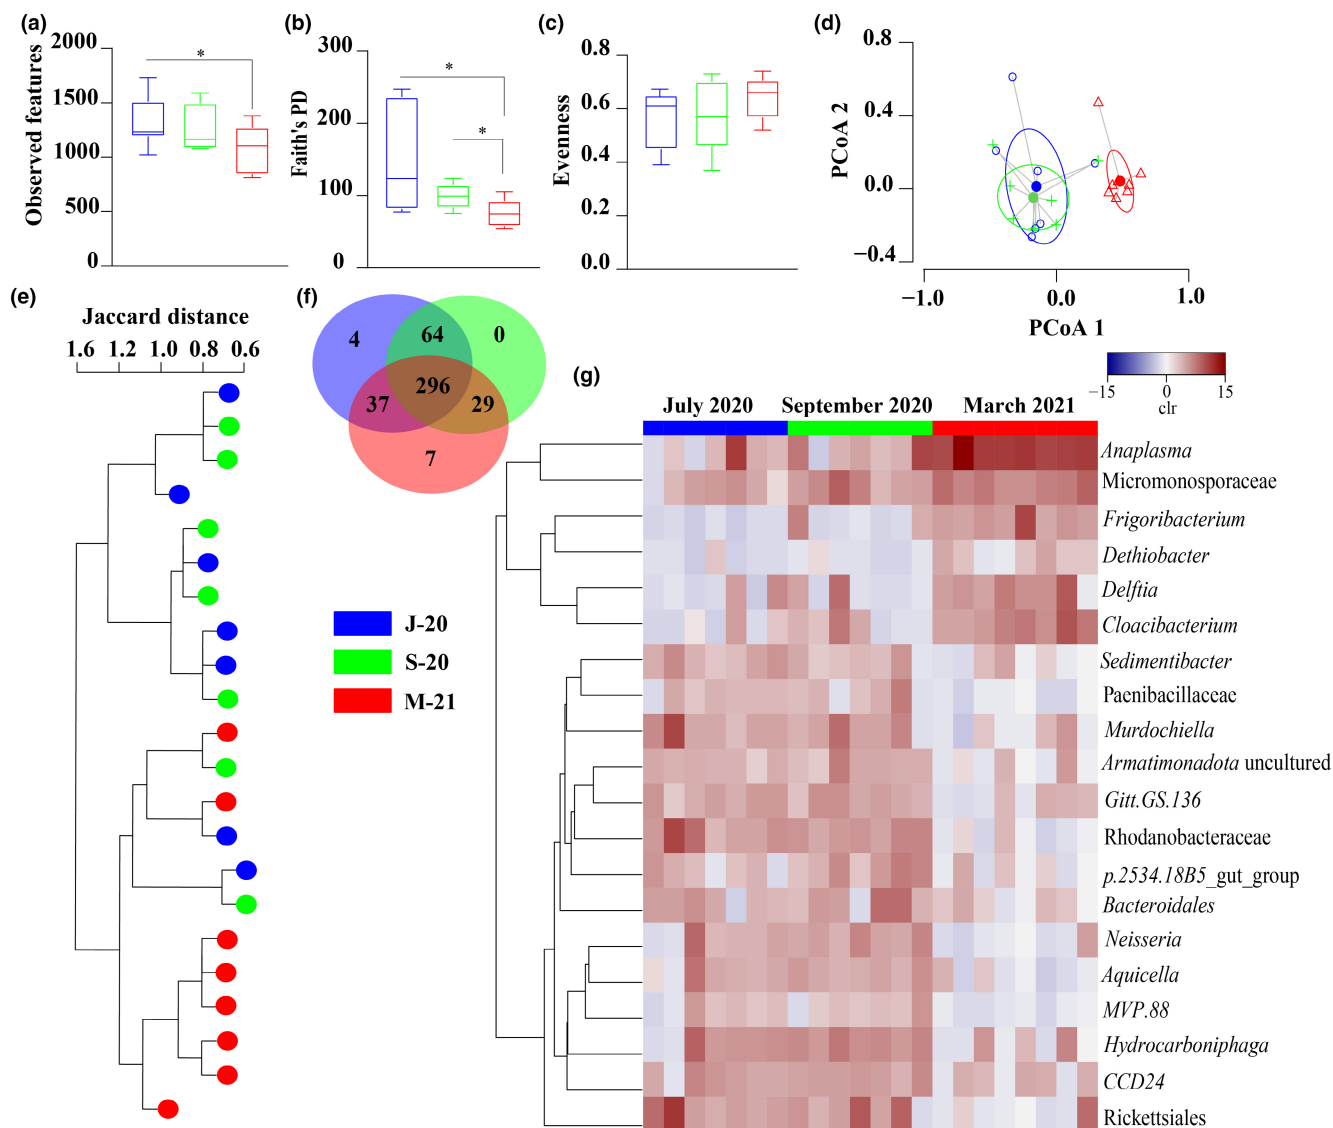 (a)
Observed features
2000
1500
1000
500
0
*
(b)
Faith's PD
300
200
100
0
*
*
(c)
Evenness
0.8
0.6
0.4
0.2
0.0
(d)
PCoA 2
0.8
0.4
0.0
−0.4
−1.0 0.0 1.0
PCoA 1
(e)
Jaccard distance
1.6 1.2 1.0 0.8 0.6
(f)
4 64 0
296
37 29
7
J-20
S-20
M-21
(g)
−15 0 15
clr
July 2020 September 2020 March 2021
Anaplasma
Micromonosporaceae
Frigoribacterium
Dethiobacter
Delftia
Cloacibacterium
Sedimentibacter
Paenibacillaceae
Murdochiella
Armatimonadota uncultured
Gitt.GS.136
Rhodanobacteraceae
p.2534.18B5_gut_group
Bacteroidales
Neisseria
Aquicella
MVP.88
Hydrocarboniphaga
CCD24
Rickettsiales